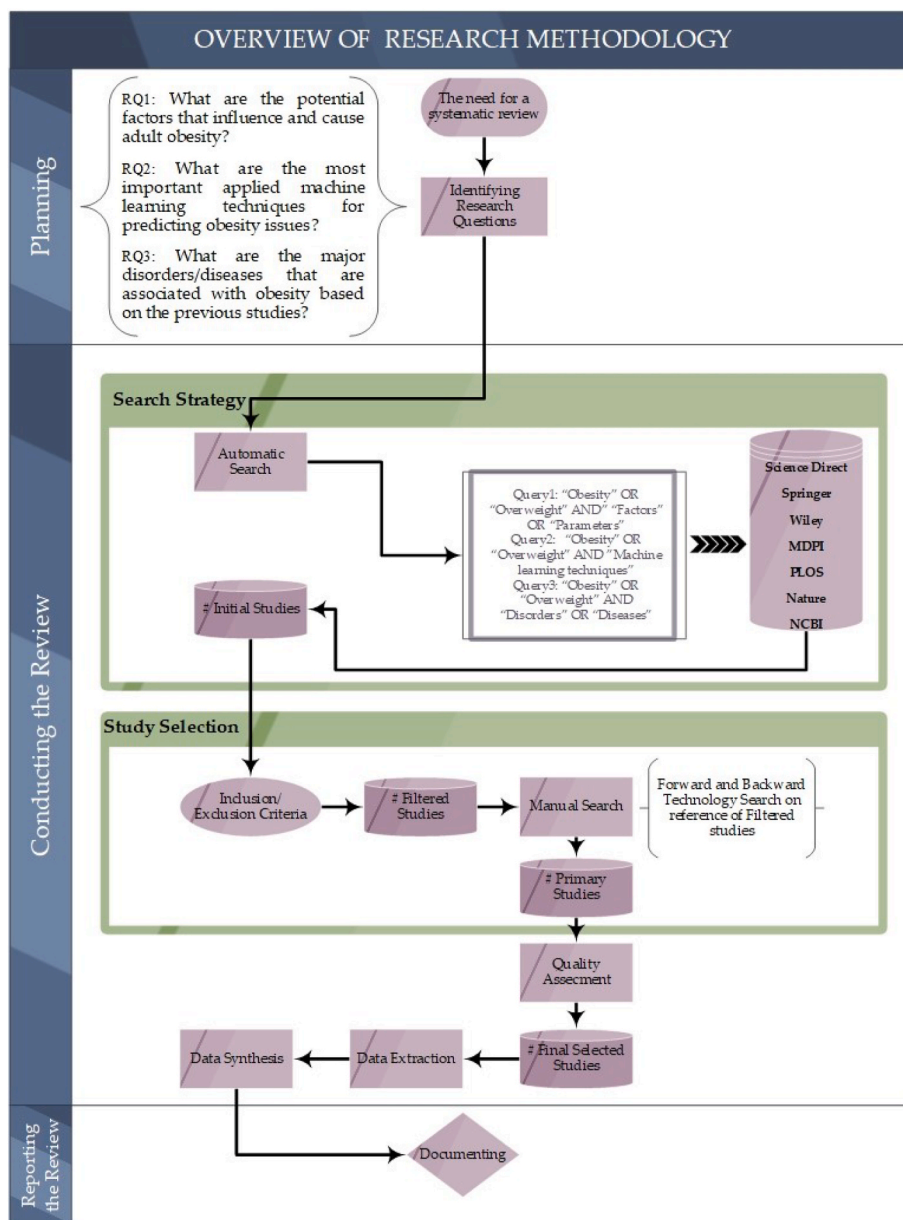 OVERVIEW OF RESEARCH METHODOLOGY
Planning
RQ1: What are the potential
factors that influence and cause
adult obesity?
RQ2: What are the most
important applied machine
learning techniques for
predicting obesity issues?
RQ3: What are the major
disorders/diseases that are
associated with obesity based
on the previous studies?
The need for a
systematic review
Identifying
Research
Questions
Conducting the Review
Search Strategy
Automatic
Search
Query1: “Obesity” OR
“Overweight” AND” “Factors”
OR “Parameters”
Query2: “Obesity” OR
“Overweight” AND ”Machine
learning techniques”
Query3: “Obesity” OR
“Overweight” AND
“Disorders” OR “Diseases”
Science Direct
Springer
Wiley
MDPI
PLOS
Nature
NCBI
# Initial Studies
Study Selection
Inclusion/
Exclusion Criteria
# Filtered
Studies
Manual Search
Forward and Backward
Technology Search on
reference of Filtered
studies
# Primary
Studies
Quality
Assecment
# Final Selected
Studies
Data Extraction
Data Synthesis
Reporting
the Review
Documenting